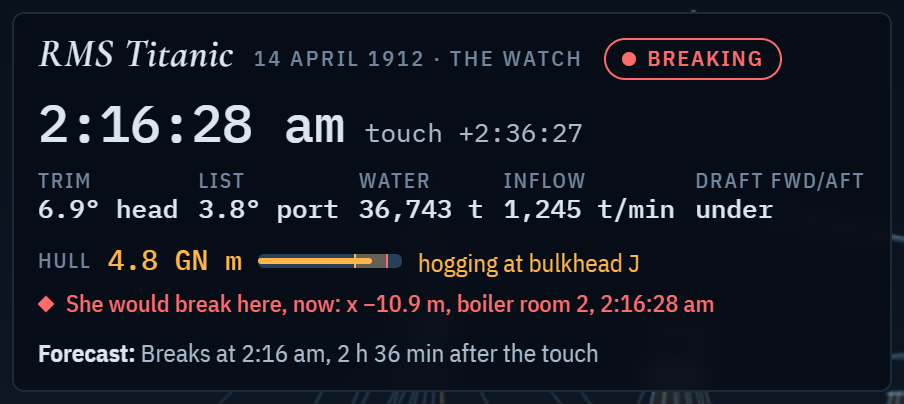 RMS Titanic 14 APRIL 1912 · THE WATCH BREAKING
2:16:28 am touch +2:36:27
TRIM LIST WATER INFLOW DRAFT FWD/AFT
6.9° head 3.8° port 36,743 t 1,245 t/min under
HULL 4.8 GN m hogging at bulkhead J
She would break here, now: x −10.9 m, boiler room 2, 2:16:28 am
Forecast: Breaks at 2:16 am, 2 h 36 min after the touch